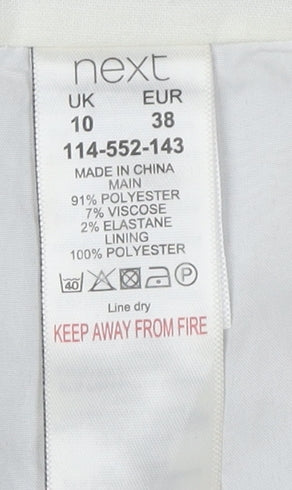 next
UK EUR
10 38
114-552-143
MADE IN CHINA
MAIN
91% POLYESTER
7% VISCOSE
2% ELASTANE
LINING
100% POLYESTER
40 P
Line dry
KEEP AWAY FROM FIRE